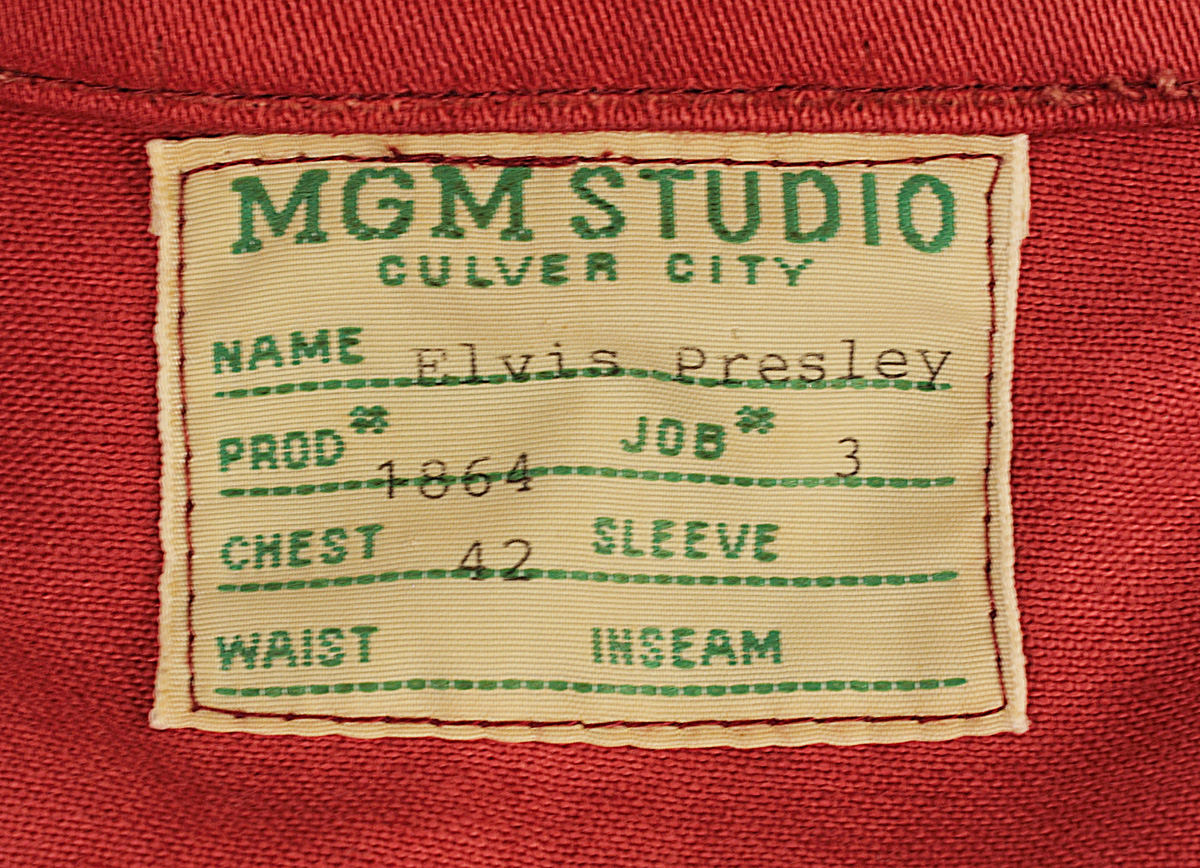 MGM STUDIO
CULVER CITY
NAME Elvis Presley
PROD# 1864 JOB# 3
CHEST 42 SLEEVE
WAIST INSEAM